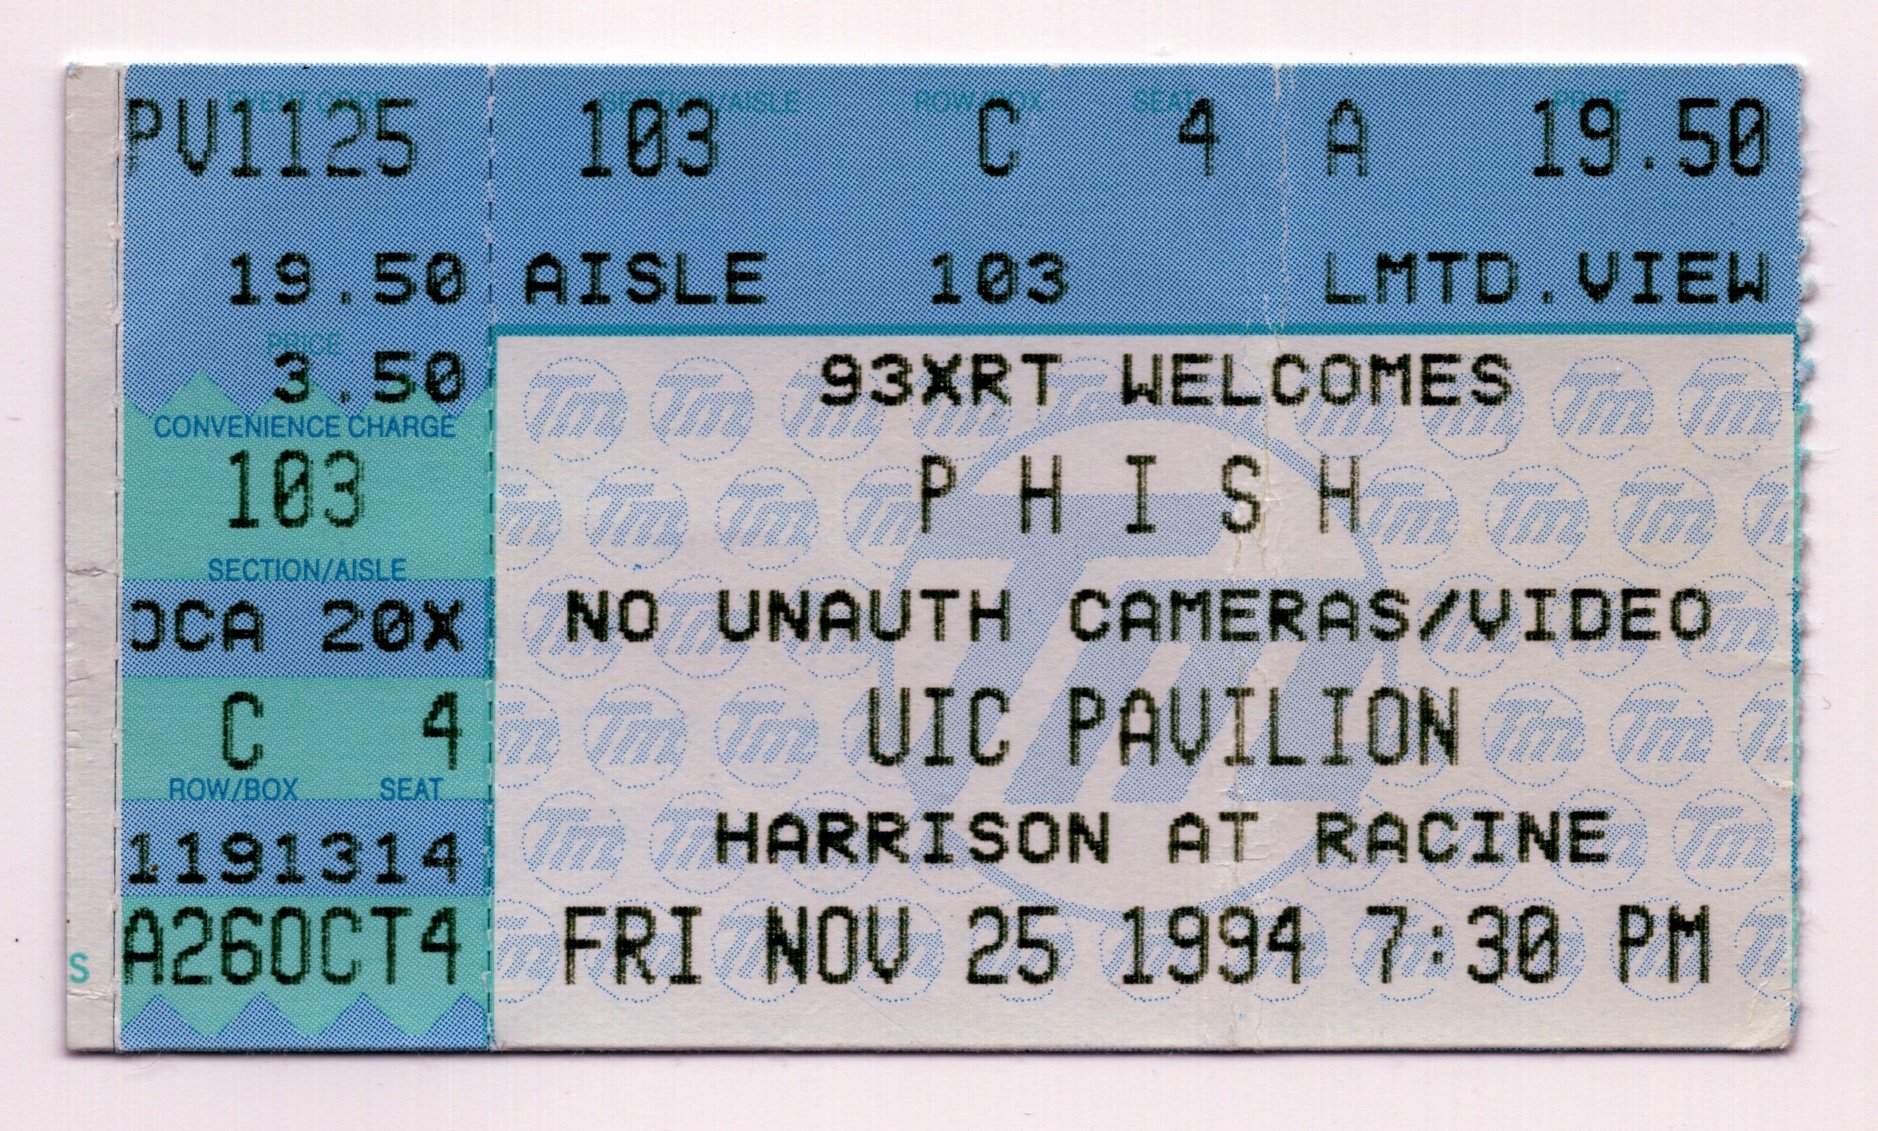 EVENT CODE
PV1125
19.50
PRICE
3.50
CONVENIENCE CHARGE
103
SECTION/AISLE
CA 20X
C 4
ROW/BOX SEAT
1191314
A26OCT4
S
SECTION/AISLE ROW/BOX SEAT PRICE
103 C 4 A 19.50
AISLE 103 LMTD.VIEW
93XRT WELCOMES
PHISH
NO UNAUTH CAMERAS/VIDEO
UIC PAVILION
HARRISON AT RACINE
FRI NOV 25 1994 7:30 PM